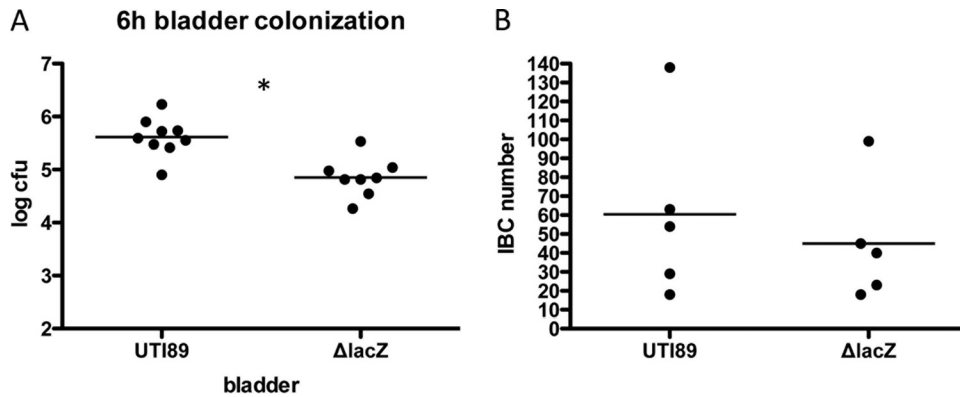 A
6h bladder colonization
7
6
5
4
3
2
log cfu
*
UTI89
ΔlacZ
bladder
B
140
130
120
110
100
90
80
70
60
50
40
30
20
10
0
IBC number
UTI89
ΔlacZ